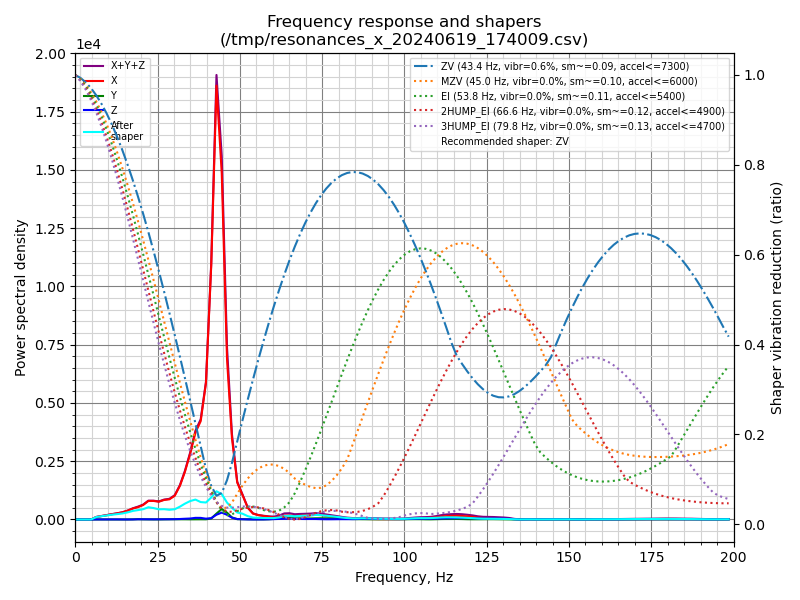 Frequency response and shapers
(/tmp/resonances_x_20240619_174009.csv)
1e4
X+Y+Z
X
Y
Z
After
shaper
ZV (43.4 Hz, vibr=0.6%, sm~=0.09, accel<=7300)
MZV (45.0 Hz, vibr=0.0%, sm~=0.10, accel<=6000)
EI (53.8 Hz, vibr=0.0%, sm~=0.11, accel<=5400)
2HUMP_EI (66.6 Hz, vibr=0.0%, sm~=0.12, accel<=4900)
3HUMP_EI (79.8 Hz, vibr=0.0%, sm~=0.13, accel<=4700)
Recommended shaper: ZV
Power spectral density
2.00
1.75
1.50
1.25
1.00
0.75
0.50
0.25
0.00
Shaper vibration reduction (ratio)
1.0
0.8
0.6
0.4
0.2
0.0
0 25 50 75 100 125 150 175 200
Frequency, Hz